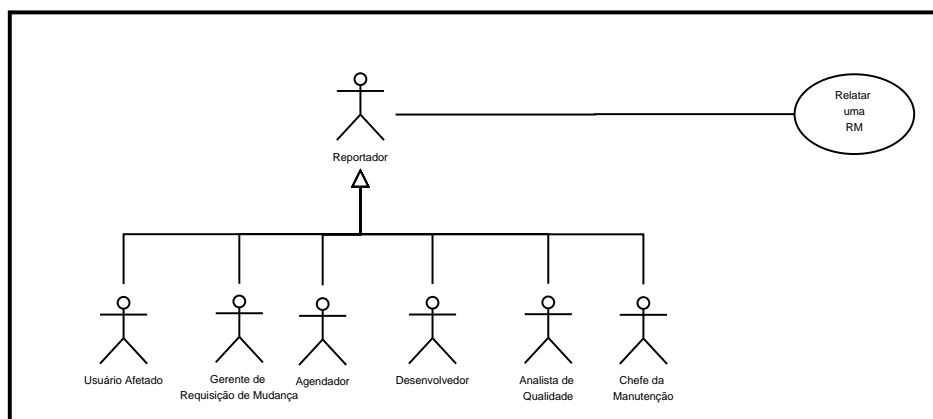 Relatar
uma
RM
Reportador
Usuário Afetado
Gerente de
Requisição de Mudança
Agendador
Desenvolvedor
Analista de
Qualidade
Chefe da
Manutenção